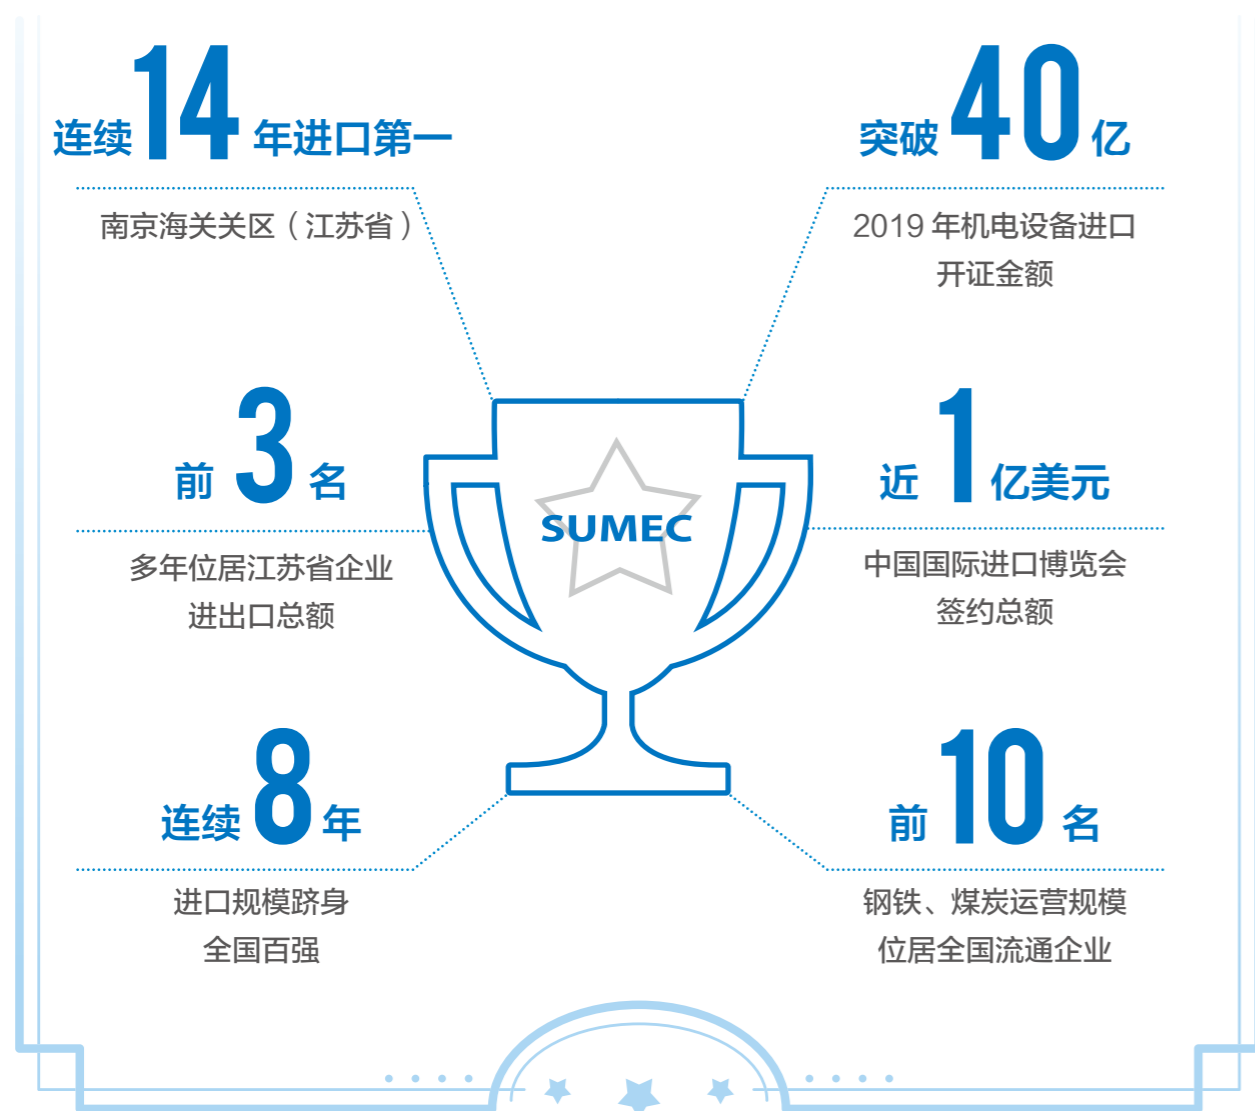 连续14年进口第一
南京海关关区（江苏省）
突破40亿
2019年机电设备进口
开证金额
前3名
多年位居江苏省企业
进出口总额
SUMEC
近1亿美元
中国国际进口博览会
签约总额
连续8年
进口规模跻身
全国百强
前10名
钢铁、煤炭运营规模
位居全国流通企业